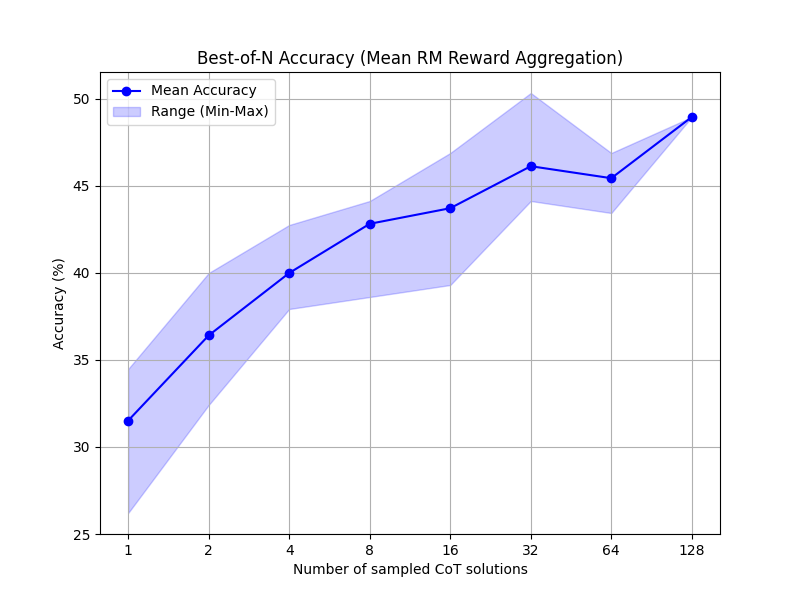 Best-of-N Accuracy (Mean RM Reward Aggregation)
Mean Accuracy
Range (Min-Max)
50
45
40
35
30
25
Accuracy (%)
1 2 4 8 16 32 64 128
Number of sampled CoT solutions